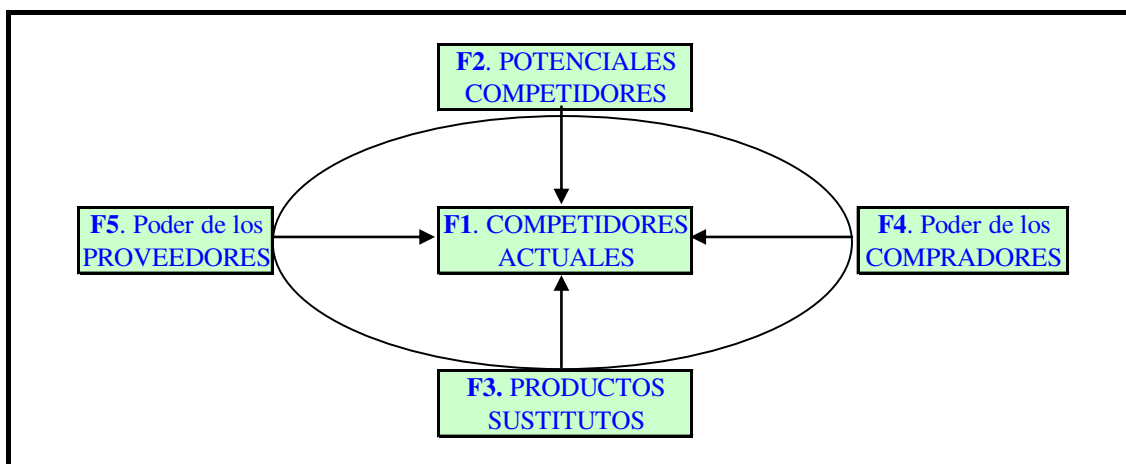 F2. POTENCIALES
COMPETIDORES
F5. Poder de los
PROVEEDORES
F1. COMPETIDORES
ACTUALES
F4. Poder de los
COMPRADORES
F3. PRODUCTOS
SUSTITUTOS